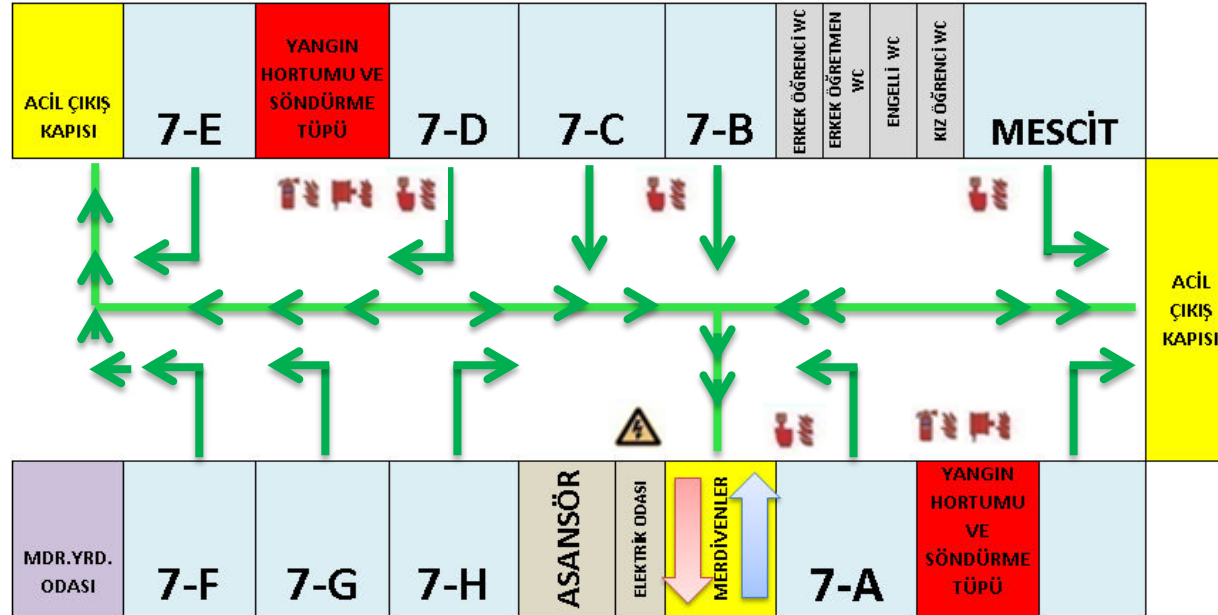 ACİL ÇIKIŞ
KAPISI
7-E
YANGIN
HORTUMU VE
SÖNDÜRME
TÜPÜ
7-D
7-C
7-B
ERKEK ÖĞRENCİ WC
ERKEK ÖĞRETMEN
WC
ENGELLİ WC
KIZ ÖĞRENCİ WC
MESCİT
ACİL
ÇIKIŞ
KAPISI
MDR.YRD.
ODASI
7-F
7-G
7-H
ASANSÖR
ELEKTRİK ODASI
MERDİVENLER
7-A
YANGIN
HORTUMU
VE
SÖNDÜRME
TÜPÜ